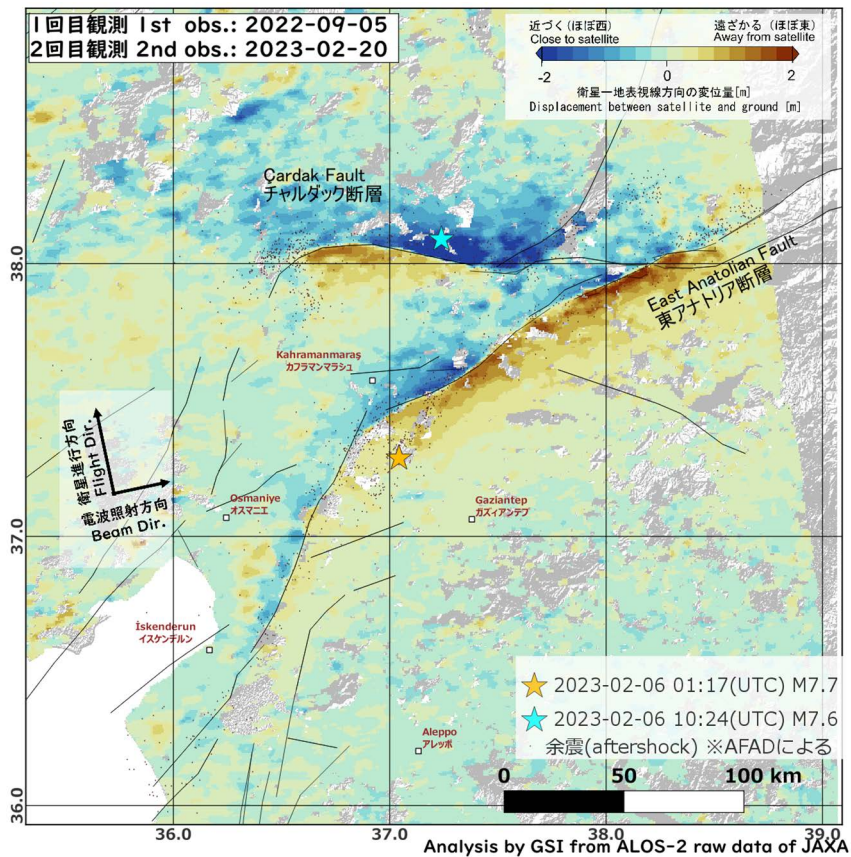 1回目観測 1st obs.: 2022-09-05
2回目観測 2nd obs.: 2023-02-20
近づく(ほぼ西)
Close to satellite
遠ざかる(ほぼ東)
Away from satellite
-2 0 2
衛星ー地表視線方向の変位量[m]
Displacement between satellite and ground [m]
Çardak Fault
チャルダック断層
38.0
East Anatolian Fault
東アナトリア断層
Kahramanmaraş
カフラマンマラシュ
衛星進行方向
Flight Dir.
電波照射方向
Beam Dir.
Osmaniye
オスマニエ
Gaziantep
ガズィアンテプ
37.0
İskenderun
イスケンデルン
2023-02-06 01:17(UTC) M7.7
2023-02-06 10:24(UTC) M7.6
余震(aftershock) ※AFADによる
Aleppo
アレッポ
0 50 100 km
36.0
36.0 37.0 38.0 39.0
Analysis by GSI from ALOS-2 raw data of JAXA